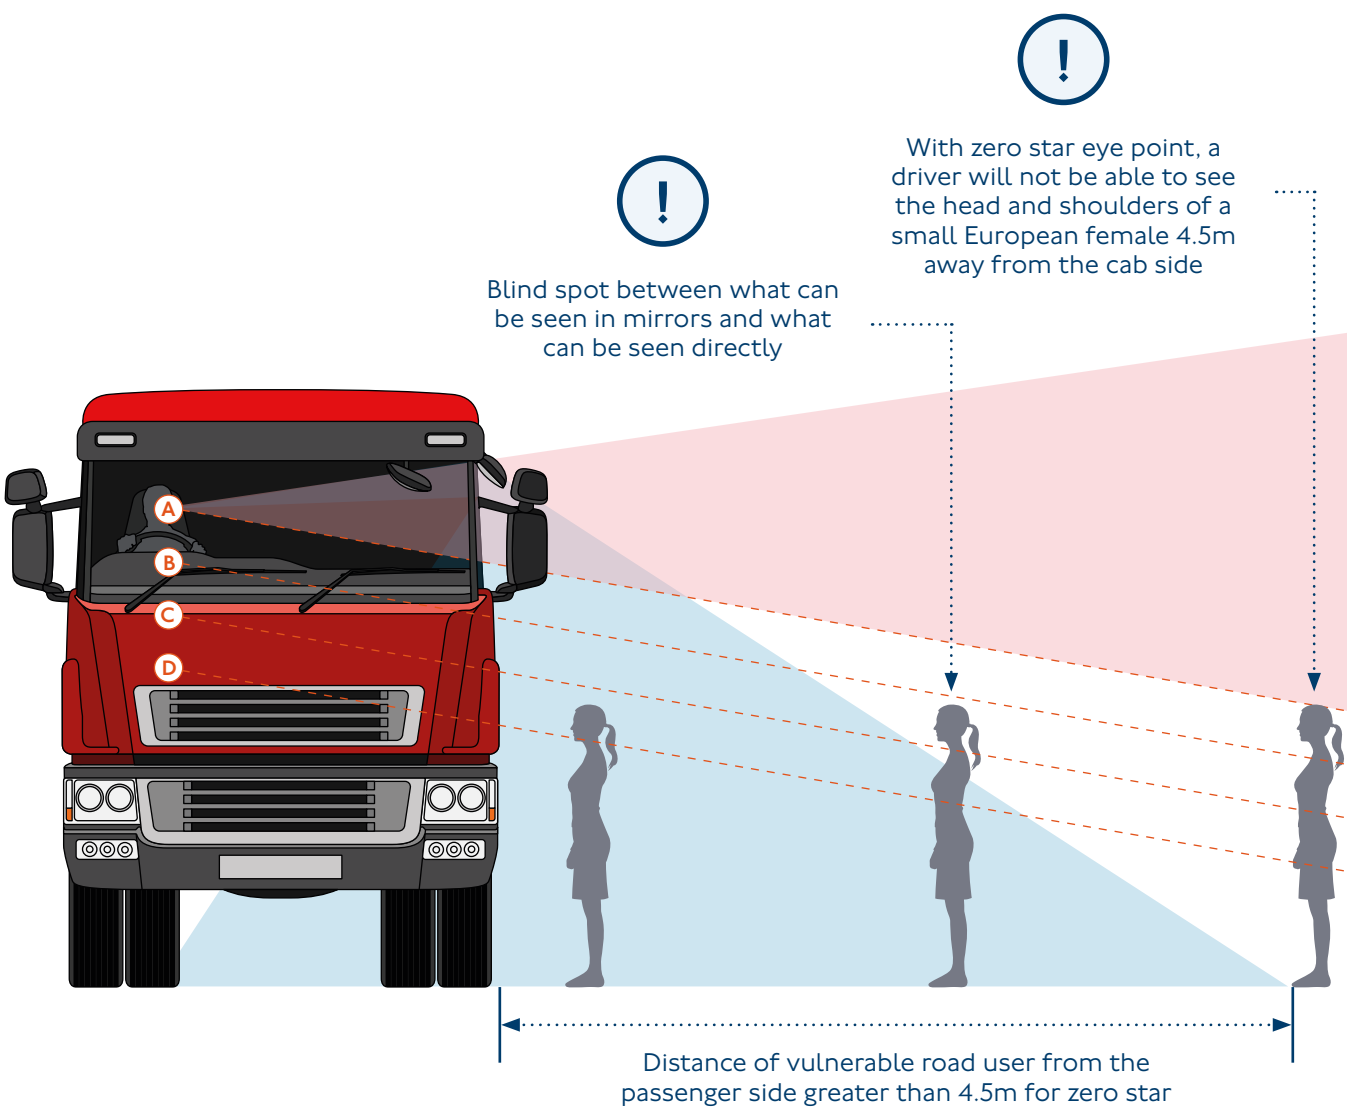 !
With zero star eye point, a
driver will not be able to see
the head and shoulders of a
small European female 4.5m
away from the cab side
!
Blind spot between what can
be seen in mirrors and what
can be seen directly
A
B
C
D
Distance of vulnerable road user from the
passenger side greater than 4.5m for zero star